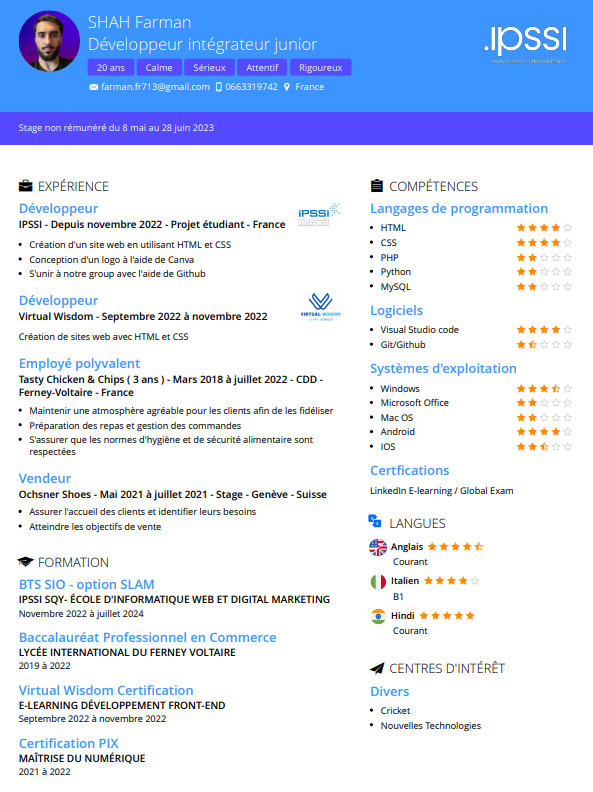 SHAH Farman
Développeur intégrateur junior
20 ans Calme Sérieux Attentif Rigoureux
farman.fr713@gmail.com 0663319742 France
.IPSSI
Stage non rémunéré du 8 mai au 28 juin 2023
EXPÉRIENCE
Développeur
IPSSI - Depuis novembre 2022 - Projet étudiant - France
IPSSI
Création d'un site web en utilisant HTML et CSS
Conception d'un logo à l'aide de Canva
S'unir à notre group avec l'aide de Github
Développeur
Virtual Wisdom - Septembre 2022 à novembre 2022
VIRTUAL WISDOM
Création de sites web avec HTML et CSS
Employé polyvalent
Tasty Chicken & Chips ( 3 ans ) - Mars 2018 à juillet 2022 - CDD -
Ferney-Voltaire - France
Maintenir une atmosphère agréable pour les clients afin de les fidéliser
Préparation des repas et gestion des commandes
S'assurer que les normes d'hygiène et de sécurité alimentaire sont
respectées
Vendeur
Ochsner Shoes - Mai 2021 à juillet 2021 - Stage - Genève - Suisse
Assurer l'accueil des clients et identifier leurs besoins
Atteindre les objectifs de vente
FORMATION
BTS SIO - option SLAM
IPSSI SQY- ÉCOLE D'INFORMATIQUE WEB ET DIGITAL MARKETING
Novembre 2022 à juillet 2024
Baccalauréat Professionnel en Commerce
LYCÉE INTERNATIONAL DU FERNEY VOLTAIRE
2019 à 2022
Virtual Wisdom Certification
E-LEARNING DÉVELOPPEMENT FRONT-END
Septembre 2022 à novembre 2022
Certification PIX
MAÎTRISE DU NUMÉRIQUE
2021 à 2022
COMPÉTENCES
Langages de programmation
HTML
CSS
PHP
Python
MySQL
Logiciels
Visual Studio code
Git/Github
Systèmes d'exploitation
Windows
Microsoft Office
Mac OS
Android
IOS
Certfications
LinkedIn E-learning / Global Exam
LANGUES
Anglais
Courant
Italien
B1
Hindi
Courant
CENTRES D'INTÉRÊT
Divers
Cricket
Nouvelles Technologies